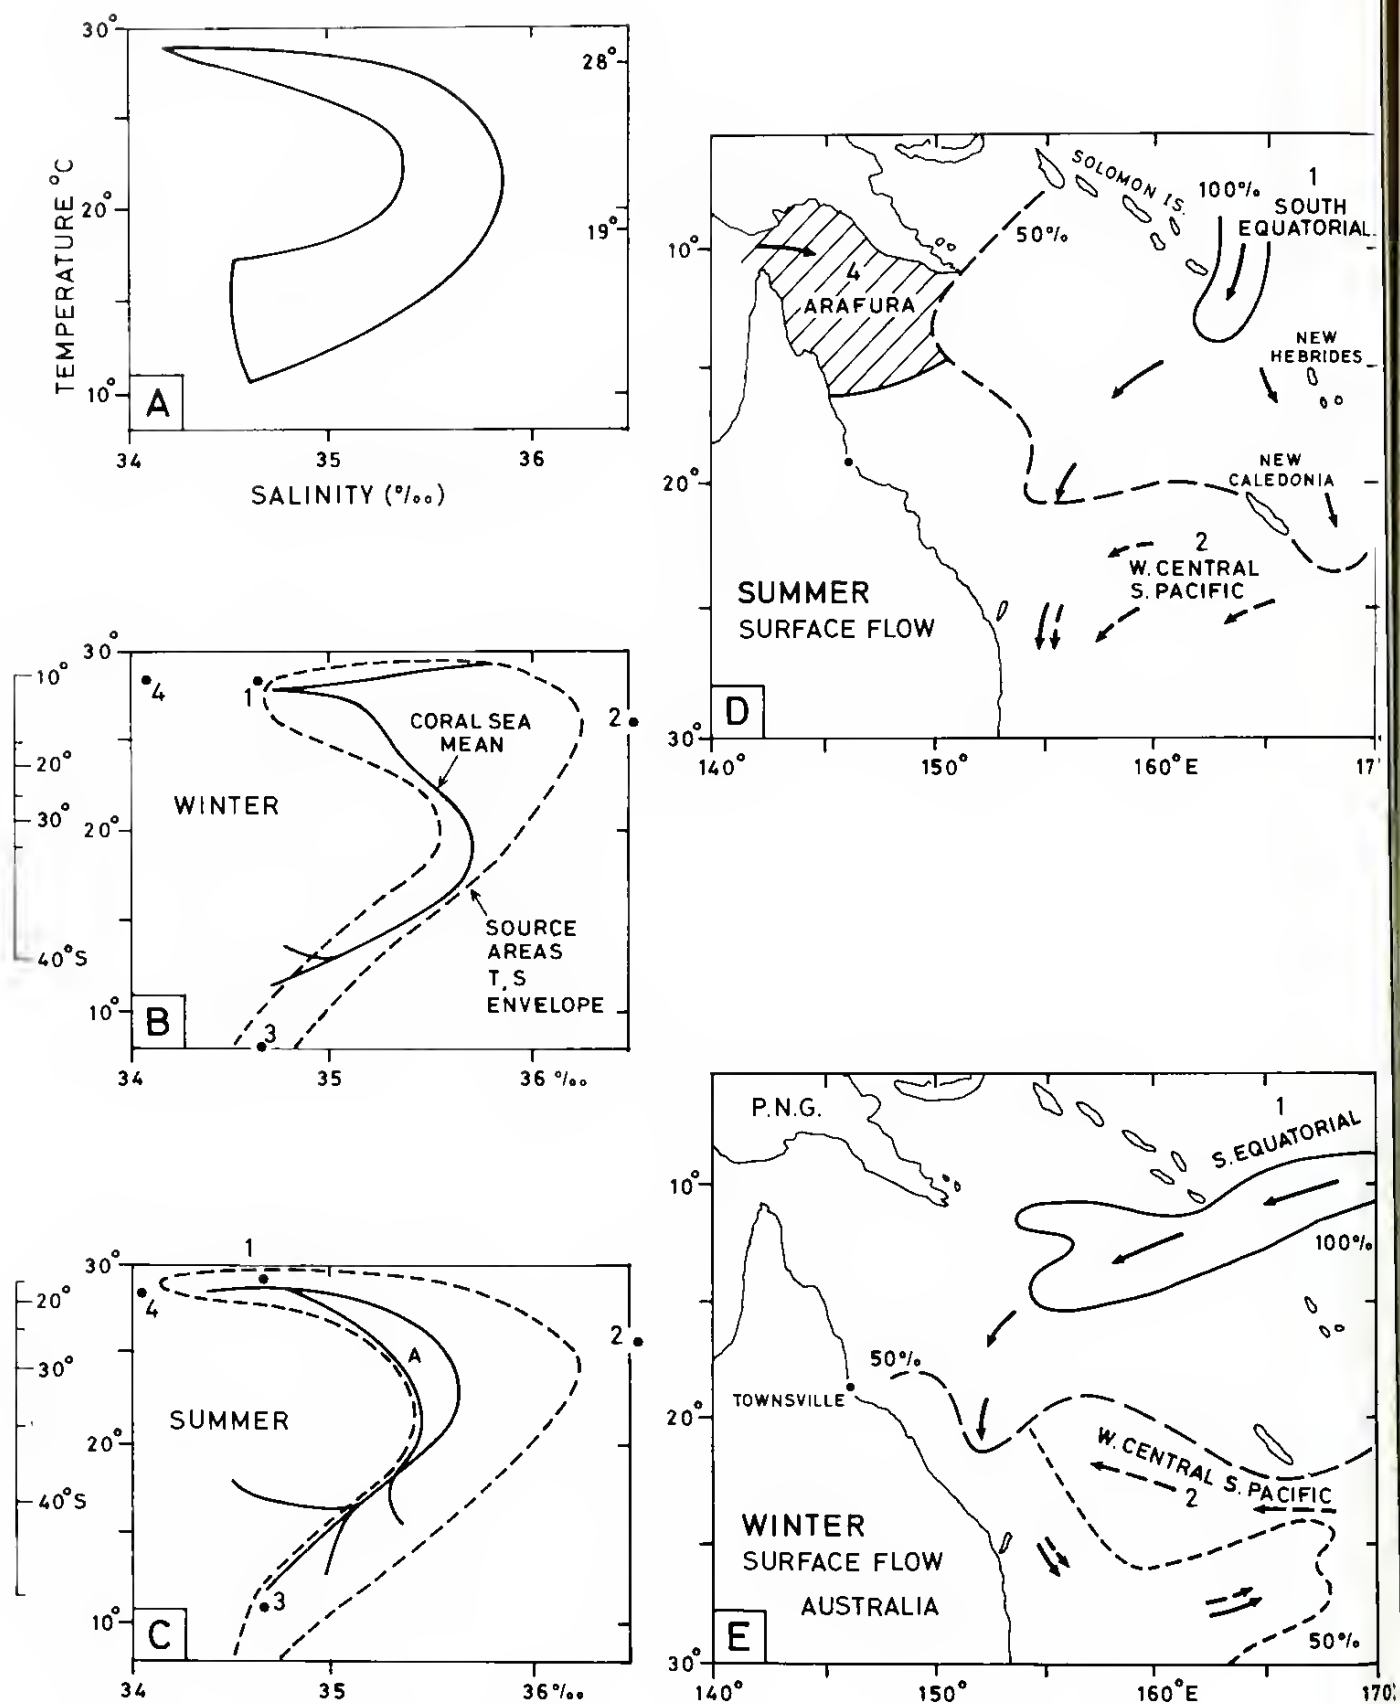 30°
28°
20°
19°
10°
TEMPERATURE °C
A
34
35
36
SALINITY (°/oo)
30°
10°
4
1
2
CORAL SEA
MEAN
20°
WINTER
30°
20°
SOURCE
AREAS
T, S
ENVELOPE
40°S
10°
B
3
34
35
36 °/oo
1
30°
20°
4
2
30°
A
SUMMER
20°
40°S
3
10°
C
34
35
36°/oo
SOLOMON IS.
1
100%
SOUTH
EQUATORIAL
50%
10°
4
ARAFURA
NEW
HEBRIDES
NEW
CALEDONIA
20°
2
W. CENTRAL
S. PACIFIC
SUMMER
SURFACE FLOW
D
30°
140°
150°
160°E
17
P.N.G.
1
S. EQUATORIAL
10°
100%
50%
TOWNSVILLE
20°
W. CENTRAL S. PACIFIC
2
WINTER
SURFACE FLOW
AUSTRALIA
E
50%
30°
140°
150°
160°E
170°